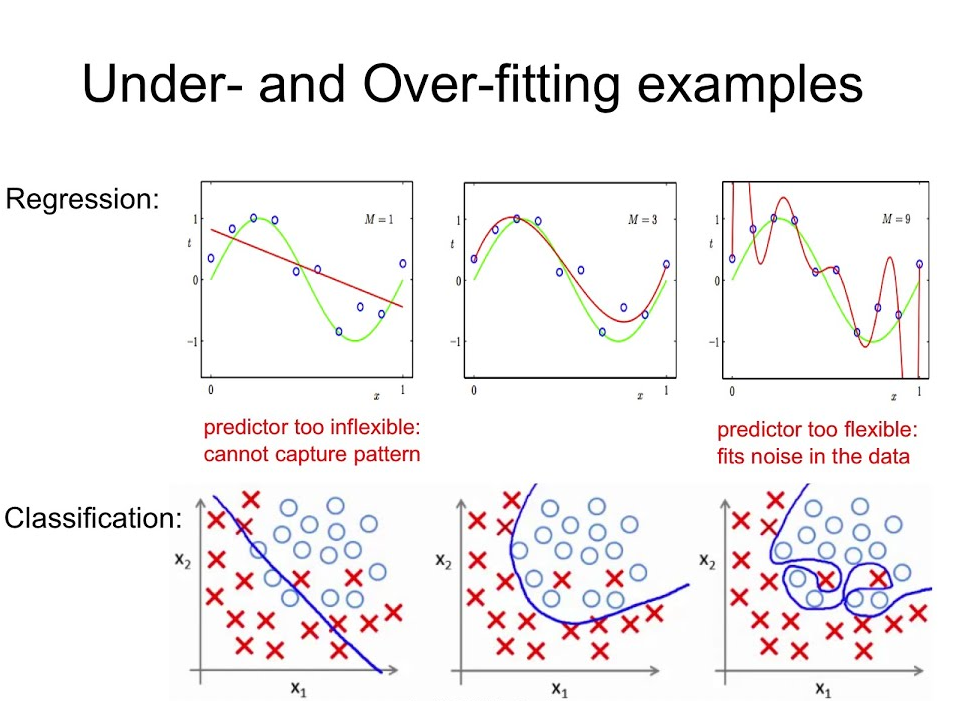 Under- and Over-fitting examples
Regression:
1
t
0
−1
0
x
1
M = 1
1
t
0
−1
0
x
1
M = 3
1
t
0
−1
0
x
1
M = 9
predictor too inflexible:
cannot capture pattern
predictor too flexible:
fits noise in the data
Classification:
x2
x1
x2
x1
x2
x1